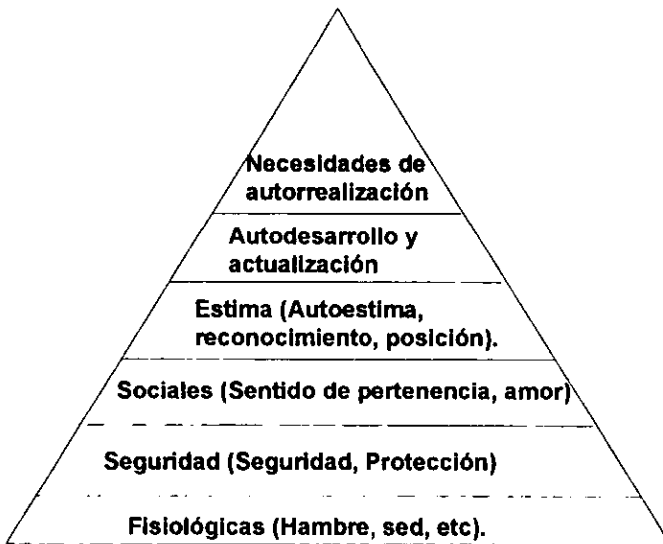 Necesidades de
autorrealización
Autodesarrollo y
actualización
Estima (Autoestima,
reconocimiento, posición).
Sociales (Sentido de pertenencia, amor)
Seguridad (Seguridad, Protección)
Fisiológicas (Hambre, sed, etc).